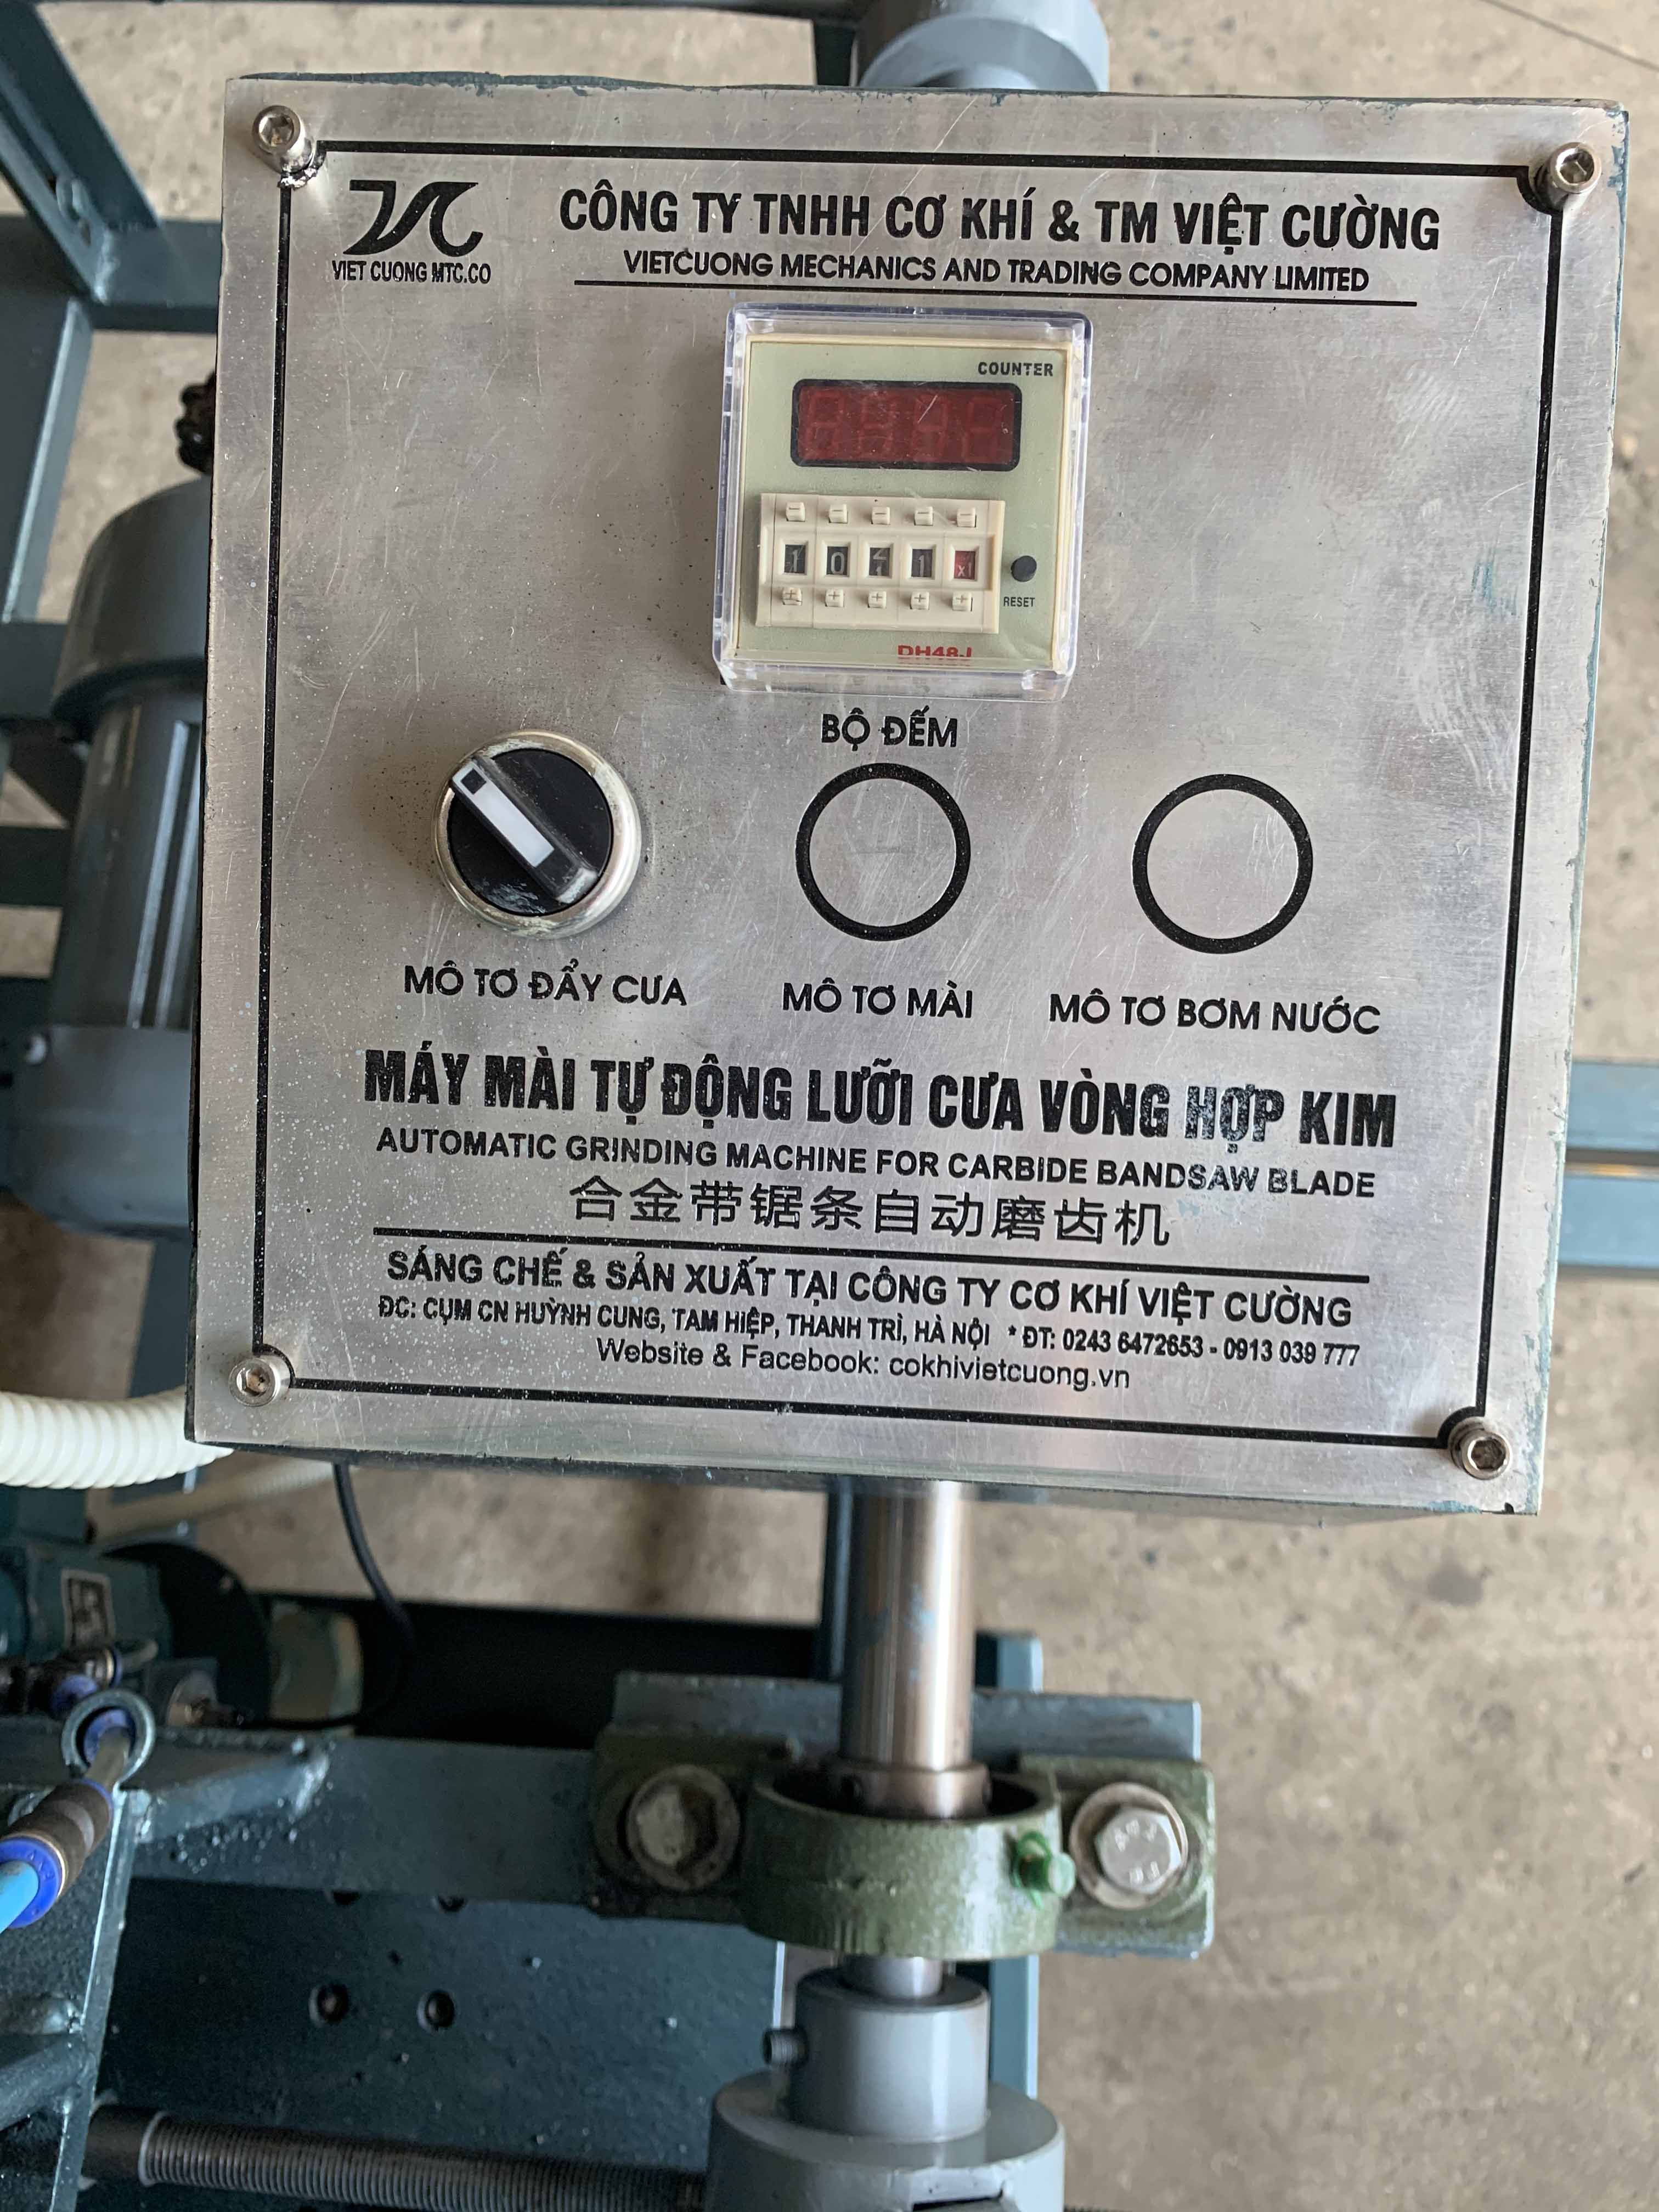 VIET CUONG MTC.CO
CÔNG TY TNHH CƠ KHÍ & TM VIỆT CƯỜNG
VIETCUONG MECHANICS AND TRADING COMPANY LIMITED
COUNTER
1 0 1 x1
RESET
DH48J
BỘ ĐẾM
MÔ TƠ ĐẨY CƯA
MÔ TƠ MÀI
MÔ TƠ BƠM NƯỚC
MÁY MÀI TỰ ĐỘNG LƯỠI CƯA VÒNG HỢP KIM
AUTOMATIC GRINDING MACHINE FOR CARBIDE BANDSAW BLADE
合金带锯条自动磨齿机
SÁNG CHẾ & SẢN XUẤT TẠI CÔNG TY CƠ KHÍ VIỆT CƯỜNG
ĐC: CỤM CN HUỲNH CUNG, TAM HIỆP, THANH TRÌ, HÀ NỘI * ĐT: 0243 6472653 - 0913 039 777
Website & Facebook: cokhivietcuong.vn